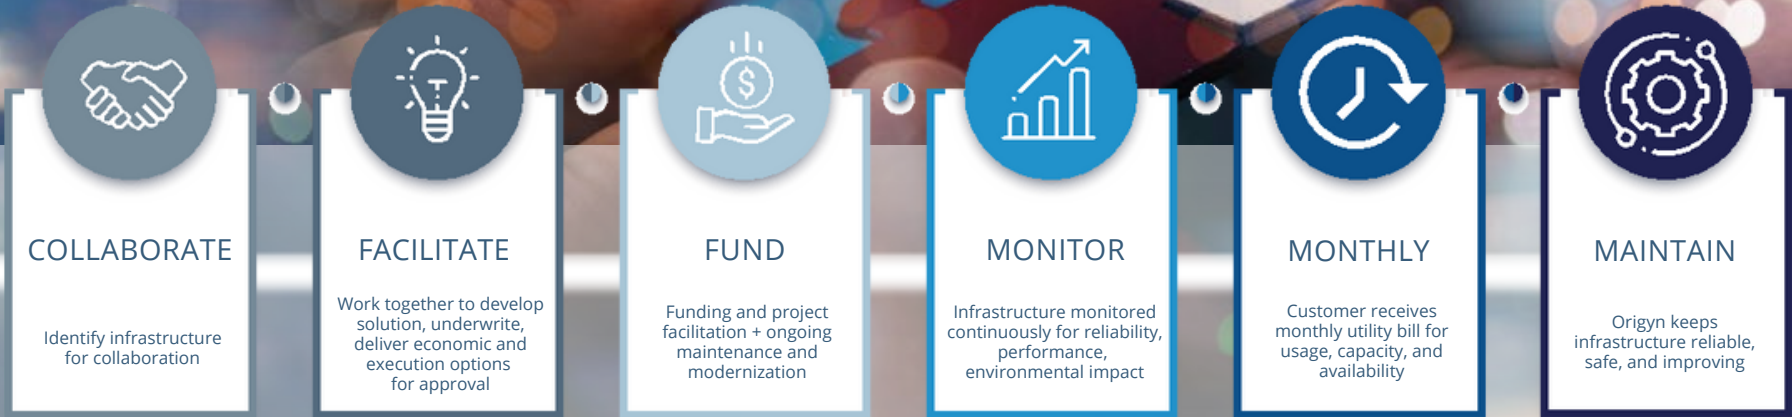 COLLABORATE
Identify infrastructure
for collaboration
FACILITATE
Work together to develop
solution, underwrite,
deliver economic and
execution options
for approval
FUND
Funding and project
facilitation + ongoing
maintenance and
modernization
MONITOR
Infrastructure monitored
continuously for reliability,
performance,
environmental impact
MONTHLY
Customer receives
monthly utility bill for
usage, capacity, and
availability
MAINTAIN
Origyn keeps
infrastructure reliable,
safe, and improving